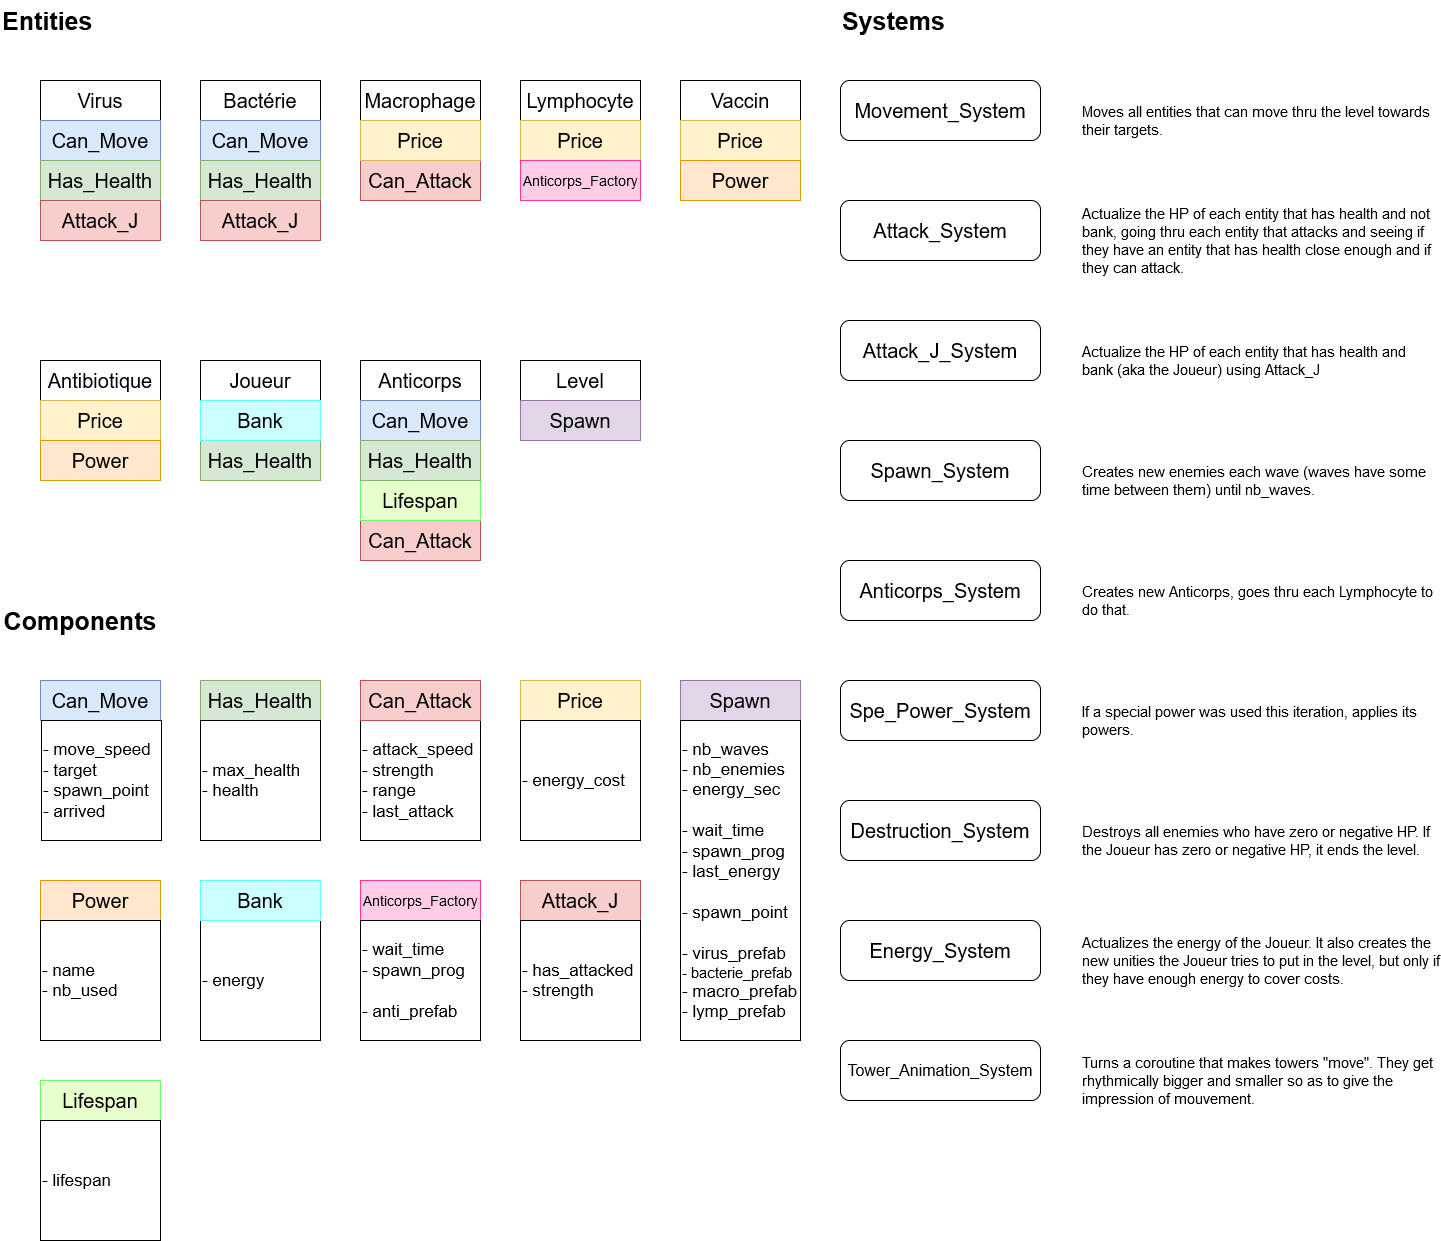 Entities
Virus
Can_Move
Has_Health
Attack_J
Bactérie
Can_Move
Has_Health
Attack_J
Macrophage
Price
Can_Attack
Lymphocyte
Price
Anticorps_Factory
Vaccin
Price
Power
Antibiotique
Price
Power
Joueur
Bank
Has_Health
Anticorps
Can_Move
Has_Health
Lifespan
Can_Attack
Level
Spawn
Components
Can_Move
- move_speed
- target
- spawn_point
- arrived
Has_Health
- max_health
- health
Can_Attack
- attack_speed
- strength
- range
- last_attack
Price
- energy_cost
Spawn
- nb_waves
- nb_enemies
- energy_sec
- wait_time
- spawn_prog
- last_energy
- spawn_point
- virus_prefab
- bacterie_prefab
- macro_prefab
- lymp_prefab
Power
- name
- nb_used
Bank
- energy
Anticorps_Factory
- wait_time
- spawn_prog
- anti_prefab
Attack_J
- has_attacked
- strength
Lifespan
- lifespan
Systems
Movement_System
Moves all entities that can move thru the level towards
their targets.
Attack_System
Actualize the HP of each entity that has health and not
bank, going thru each entity that attacks and seeing if
they have an entity that has health close enough and if
they can attack.
Attack_J_System
Actualize the HP of each entity that has health and
bank (aka the Joueur) using Attack_J
Spawn_System
Creates new enemies each wave (waves have some
time between them) until nb_waves.
Anticorps_System
Creates new Anticorps, goes thru each Lymphocyte to
do that.
Spe_Power_System
If a special power was used this iteration, applies its
powers.
Destruction_System
Destroys all enemies who have zero or negative HP. If
the Joueur has zero or negative HP, it ends the level.
Energy_System
Actualizes the energy of the Joueur. It also creates the
new unities the Joueur tries to put in the level, but only if
they have enough energy to cover costs.
Tower_Animation_System
Turns a coroutine that makes towers "move". They get
rhythmically bigger and smaller so as to give the
impression of mouvement.